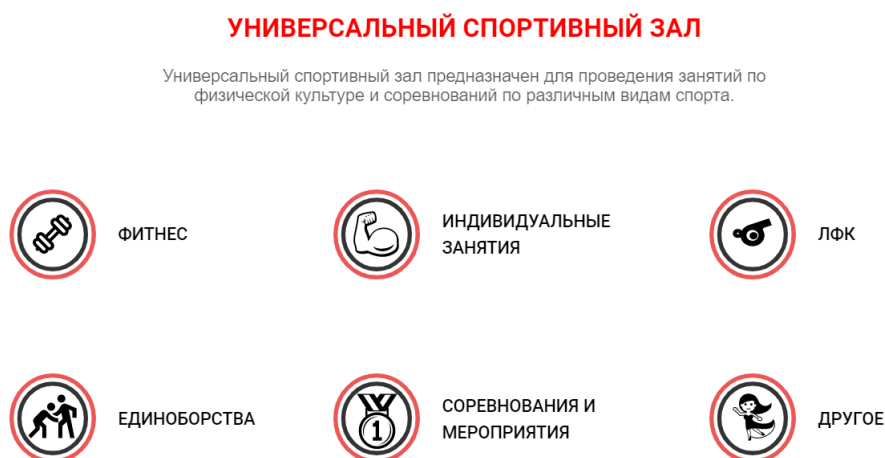 УНИВЕРСАЛЬНЫЙ СПОРТИВНЫЙ ЗАЛ
Универсальный спортивный зал предназначен для проведения занятий по
физической культуре и соревнований по различным видам спорта.
ФИТНЕС
ИНДИВИДУАЛЬНЫЕ
ЗАНЯТИЯ
ЛФК
ЕДИНОБОРСТВА
1
СОРЕВНОВАНИЯ И
МЕРОПРИЯТИЯ
ДРУГОЕ